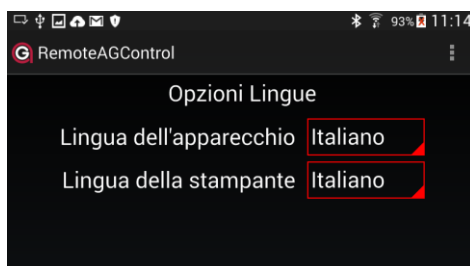 93% 11:14
RemoteAGControl
Opzioni Lingue
Lingua dell'apparecchio Italiano
Lingua della stampante Italiano